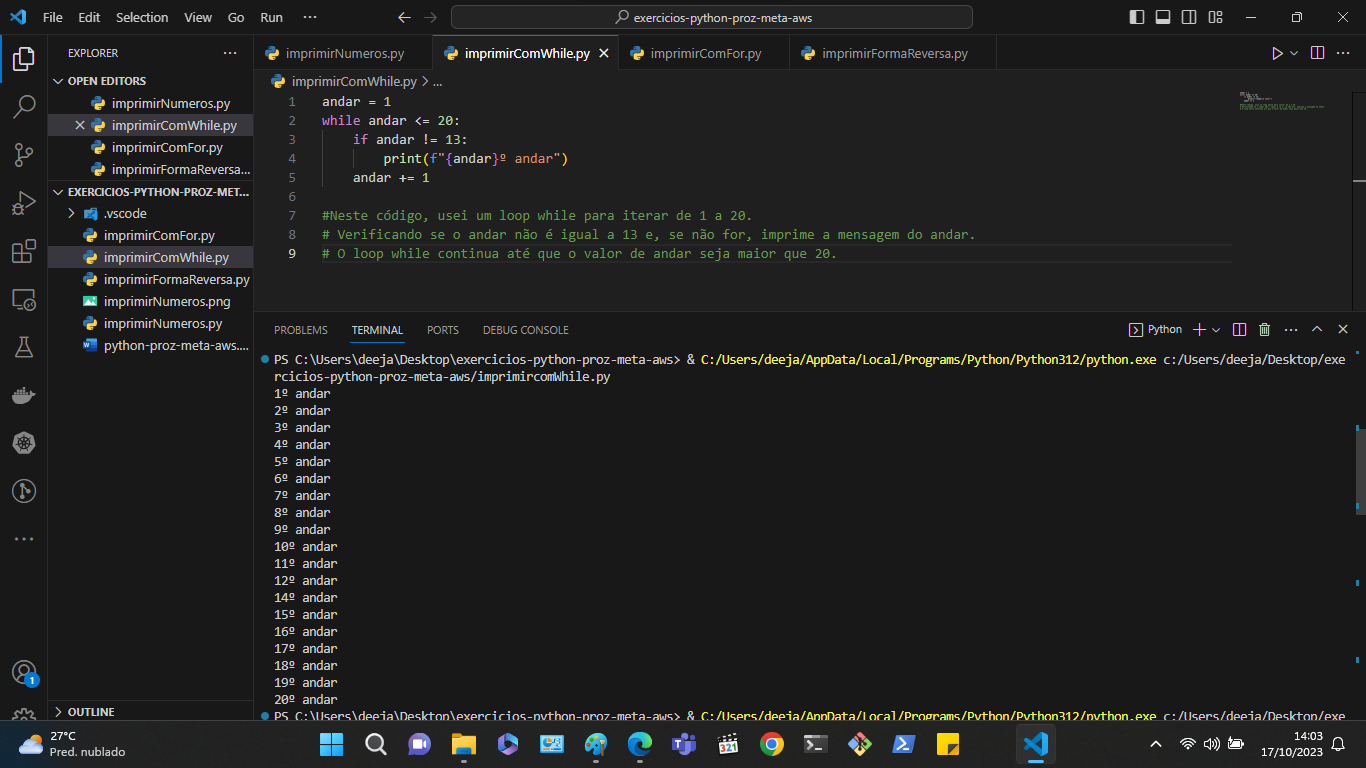 File Edit Selection View Go Run ···
exercicios-python-proz-meta-aws
EXPLORER
OPEN EDITORS
imprimirNumeros.py
imprimirComWhile.py
imprimirComFor.py
imprimirFormaReversa...
EXERCICIOS-PYTHON-PROZ-MET...
.vscode
imprimirComFor.py
imprimirComWhile.py
imprimirFormaReversa.py
imprimirNumeros.png
imprimirNumeros.py
python-proz-meta-aws....
OUTLINE
imprimirNumeros.py imprimirComWhile.py imprimirComFor.py imprimirFormaReversa.py
imprimirComWhile.py > ...
1 andar = 1
2 while andar <= 20:
3 if andar != 13:
4 print(f"{andar}º andar")
5 andar += 1
6
7 #Neste código, usei um loop while para iterar de 1 a 20.
8 # Verificando se o andar não é igual a 13 e, se não for, imprime a mensagem do andar.
9 # O loop while continua até que o valor de andar seja maior que 20.
PROBLEMS TERMINAL PORTS DEBUG CONSOLE
Python
PS C:\Users\deeja\Desktop\exercicios-python-proz-meta-aws> & C:/Users/deeja/AppData/Local/Programs/Python/Python312/python.exe c:/Users/deeja/Desktop/exe
rcicios-python-proz-meta-aws/imprimircomWhile.py
1º andar
2º andar
3º andar
4º andar
5º andar
6º andar
7º andar
8º andar
9º andar
10º andar
11º andar
12º andar
14º andar
15º andar
16º andar
17º andar
18º andar
19º andar
20º andar
PS C:\Users\deeja\Desktop\exercicios-python-proz-meta-aws> & C:/Users/deeja/AppData/Local/Programs/Python/Python312/python.exe c:/Users/deeja/Desktop/exe
1
27°C
Pred. nublado
321
14:03
17/10/2023